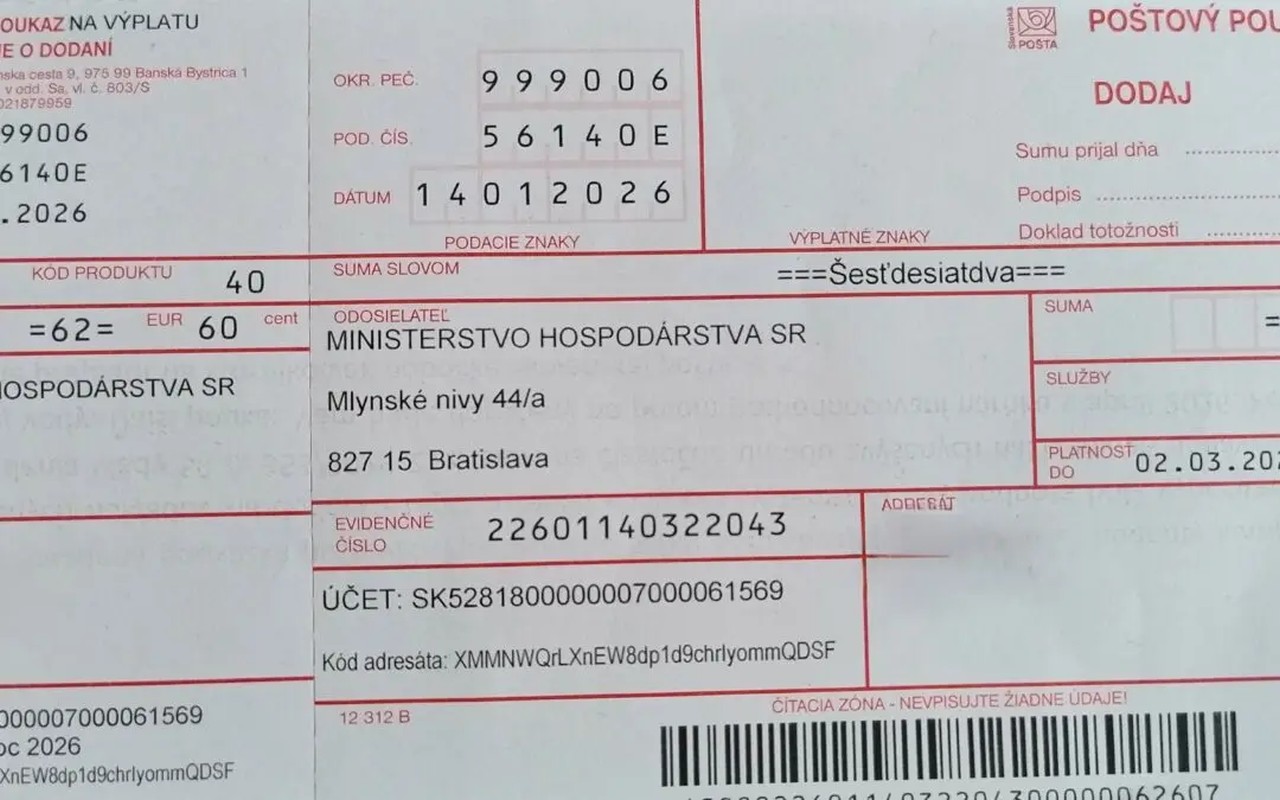 OUKAZ NA VÝPLATU
JE O DODANÍ
nska cesta 9, 975 99 Banská Bystrica 1
v odd. Sa, vl. č. 803/S
021879959
99006
6140E
.2026
KÓD PRODUKTU 40
=62= EUR 60 cent
HOSPODÁRSTVA SR
000007000061569
oc 2026
XnEW8dp1d9chrlyommQDSF
OKR. PEČ. 999006
POD. ČÍS. 56140E
DÁTUM 14012026
PODACIE ZNAKY
VÝPLATNÉ ZNAKY
Slovenská
POŠTA
POŠTOVÝ POU
DODAJ
Sumu prijal dňa
Podpis
Doklad totožnosti
SUMA SLOVOM ===Šesťdesiatdva===
ODOSIELATEĽ
MINISTERSTVO HOSPODÁRSTVA SR
Mlynské nivy 44/a
827 15 Bratislava
SUMA =
SLUŽBY
PLATNOSŤ
DO 02.03.202
EVIDENČNÉ
ČÍSLO 22601140322043
ADRESÁT
ÚČET: SK5281800000007000061569
Kód adresáta: XMMNWQrLXnEW8dp1d9chrlyommQDSF
12 312 B
ČÍTACIA ZÓNA - NEVPISUJTE ŽIADNE ÚDAJE!